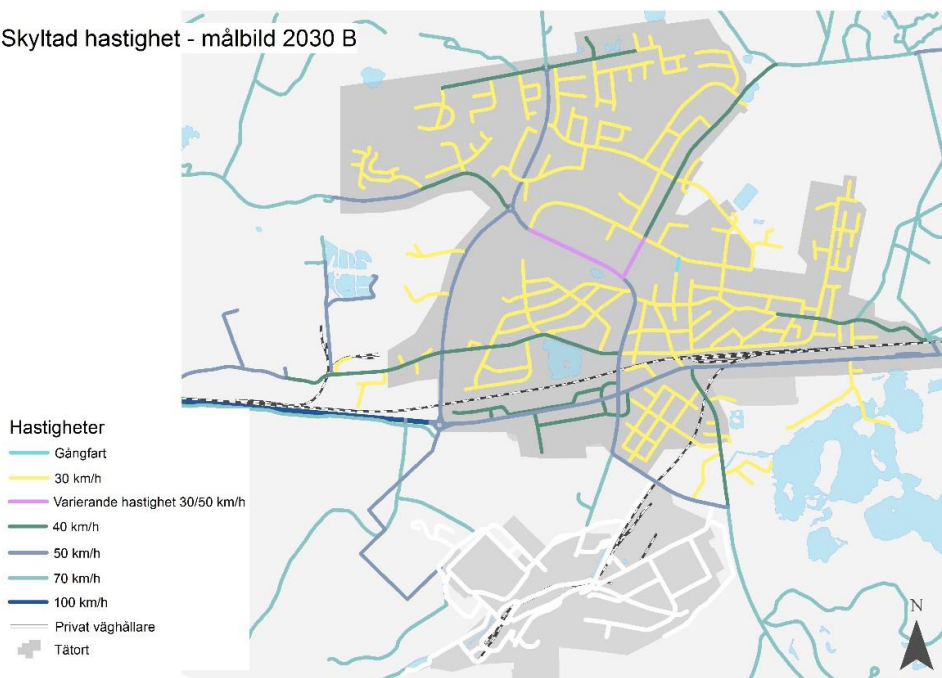 Skyltad hastighet - målbild 2030 B
Hastigheter
Gångfart
30 km/h
Varierande hastighet 30/50 km/h
40 km/h
50 km/h
70 km/h
100 km/h
Privat väghållare
Tätort
N